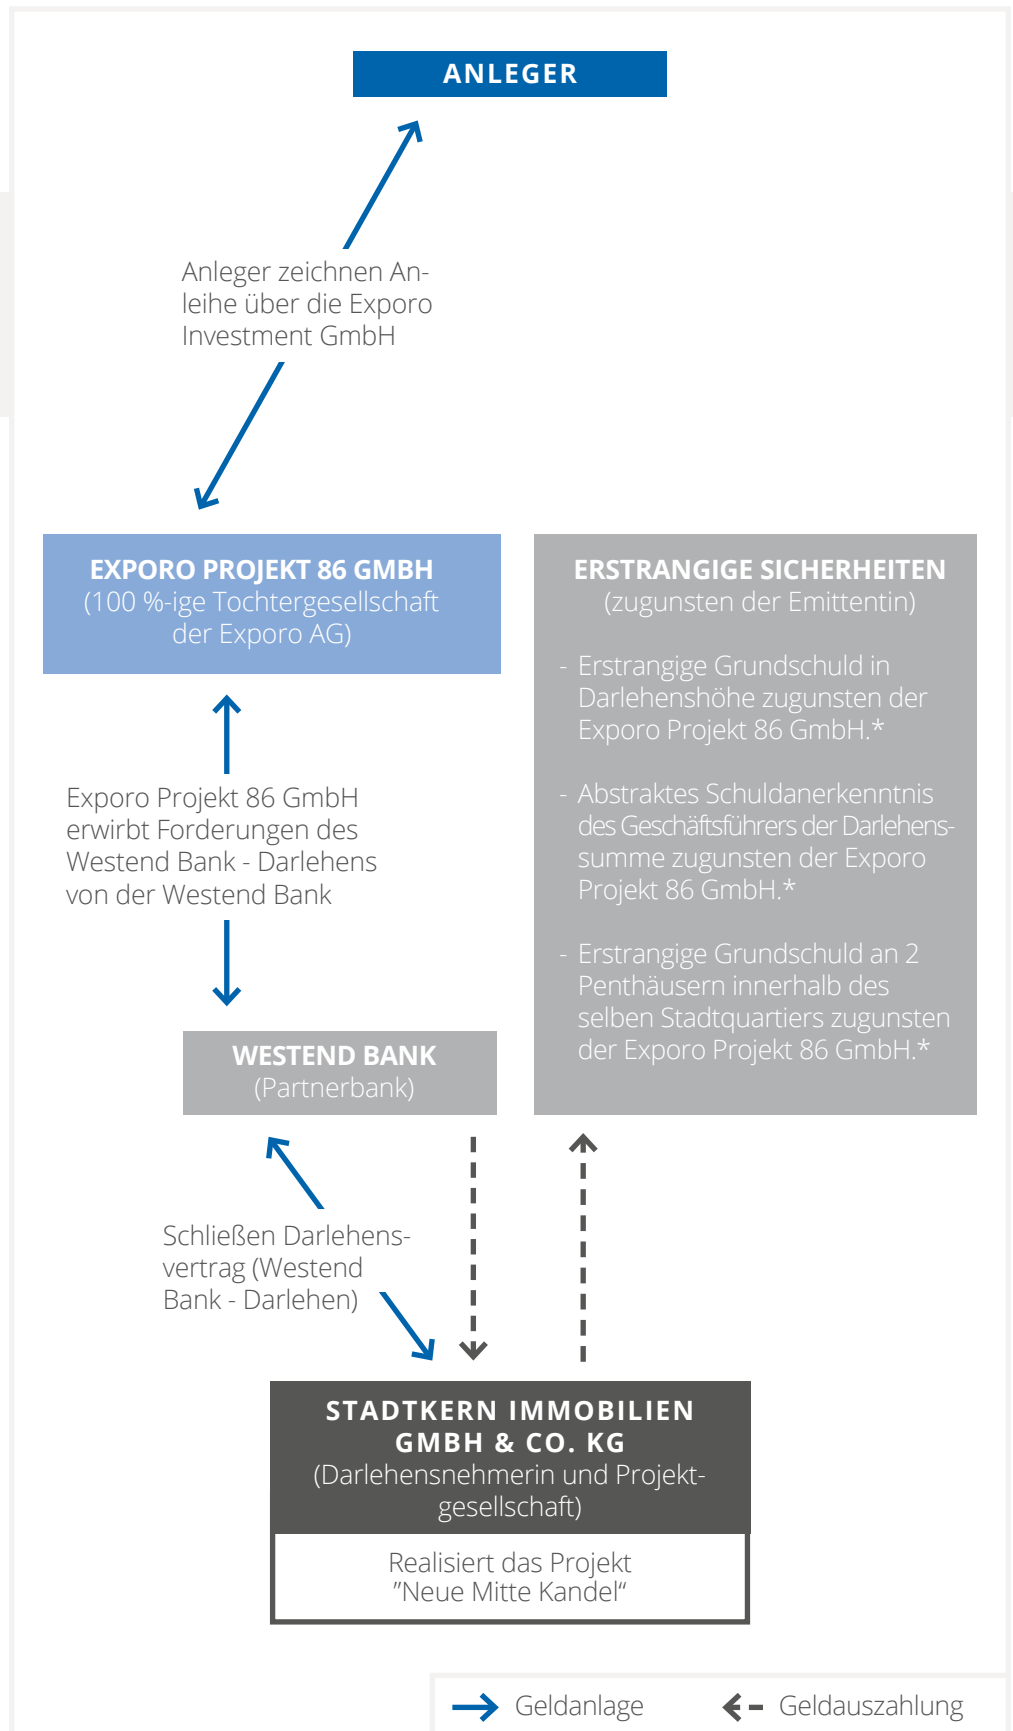 ANLEGER
Anleger zeichnen An-
leihe über die Exporo
Investment GmbH
EXPORO PROJEKT 86 GMBH
(100 %-ige Tochtergesellschaft
der Exporo AG)
ERSTRANGIGE SICHERHEITEN
(zugunsten der Emittentin)
- Erstrangige Grundschuld in
Darlehenshöhe zugunsten der
Exporo Projekt 86 GmbH.*
- Abstraktes Schuldanerkenntnis
des Geschäftsführers der Darlehens-
summe zugunsten der Exporo
Projekt 86 GmbH.*
- Erstrangige Grundschuld an 2
Penthäusern innerhalb des
selben Stadtquartiers zugunsten
der Exporo Projekt 86 GmbH.*
Exporo Projekt 86 GmbH
erwirbt Forderungen des
Westend Bank - Darlehens
von der Westend Bank
WESTEND BANK
(Partnerbank)
Schließen Darlehens-
vertrag (Westend
Bank - Darlehen)
STADTKERN IMMOBILIEN
GMBH & CO. KG
(Darlehensnehmerin und Projekt-
gesellschaft)
Realisiert das Projekt
”Neue Mitte Kandel“
Geldanlage
Geldauszahlung